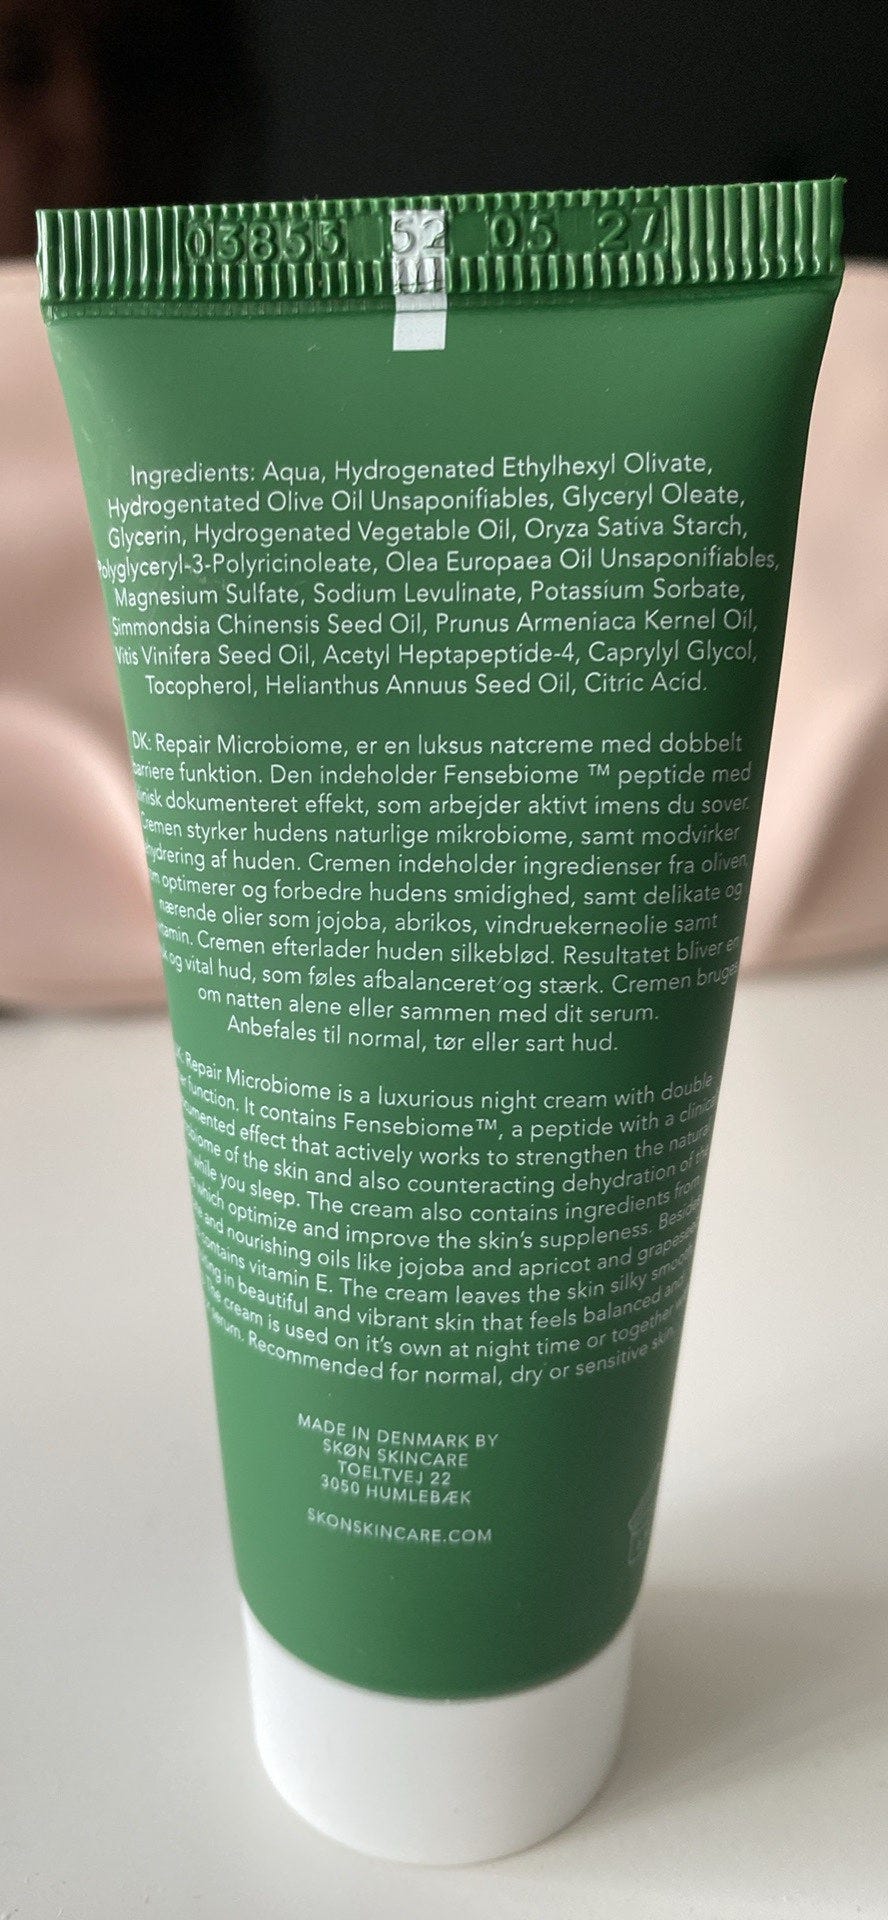 03853 52 05 27
Ingredients: Aqua, Hydrogenated Ethylhexyl Olivate,
Hydrogentated Olive Oil Unsaponifiables, Glyceryl Oleate,
Glycerin, Hydrogenated Vegetable Oil, Oryza Sativa Starch,
Polyglyceryl-3-Polyricinoleate, Olea Europaea Oil Unsaponifiables,
Magnesium Sulfate, Sodium Levulinate, Potassium Sorbate,
Simmondsia Chinensis Seed Oil, Prunus Armeniaca Kernel Oil,
Vitis Vinifera Seed Oil, Acetyl Heptapeptide-4, Caprylyl Glycol,
Tocopherol, Helianthus Annuus Seed Oil, Citric Acid.
DK: Repair Microbiome, er en luksus natcreme med dobbelt
barriere funktion. Den indeholder Fensebiome ™ peptide med
klinisk dokumenteret effekt, som arbejder aktivt imens du sover.
Cremen styrker hudens naturlige mikrobiome, samt modvirker
dehydrering af huden. Cremen indeholder ingredienser fra oliven,
optimerer og forbedre hudens smidighed, samt delikate og
nærende olier som jojoba, abrikos, vindruekerneolie samt
vitamin. Cremen efterlader huden silkeblød. Resultatet bliver en
og vital hud, som føles afbalanceret og stærk. Cremen bruges
om natten alene eller sammen med dit serum.
Anbefales til normal, tør eller sart hud.
Repair Microbiome is a luxurious night cream with double
function. It contains Fensebiome™, a peptide with a clinical
effect that actively works to strengthen the natural
of the skin and also counteracting dehydration of the
while you sleep. The cream also contains ingredients from
which optimize and improve the skin's suppleness. Besides
and nourishing oils like jojoba and apricot and grapeseed
contains vitamin E. The cream leaves the skin silky smooth
in beautiful and vibrant skin that feels balanced and
The cream is used on it's own at night time or together
serum. Recommended for normal, dry or sensitive skin.
MADE IN DENMARK BY
SKØN SKINCARE
TOELTVEJ 22
3050 HUMLEBÆK
SKONSKINCARE.COM